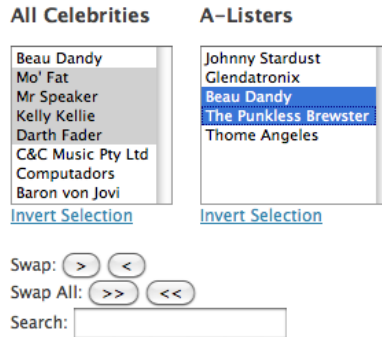 All Celebrities
Beau Dandy
Mo' Fat
Mr Speaker
Kelly Kellie
Darth Fader
C&C Music Pty Ltd
Computadors
Baron von Jovi
Invert Selection
A-Listers
Johnny Stardust
Glendatronix
Beau Dandy
The Punkless Brewster
Thome Angeles
Invert Selection
Swap: > <
Swap All: >> <<
Search: